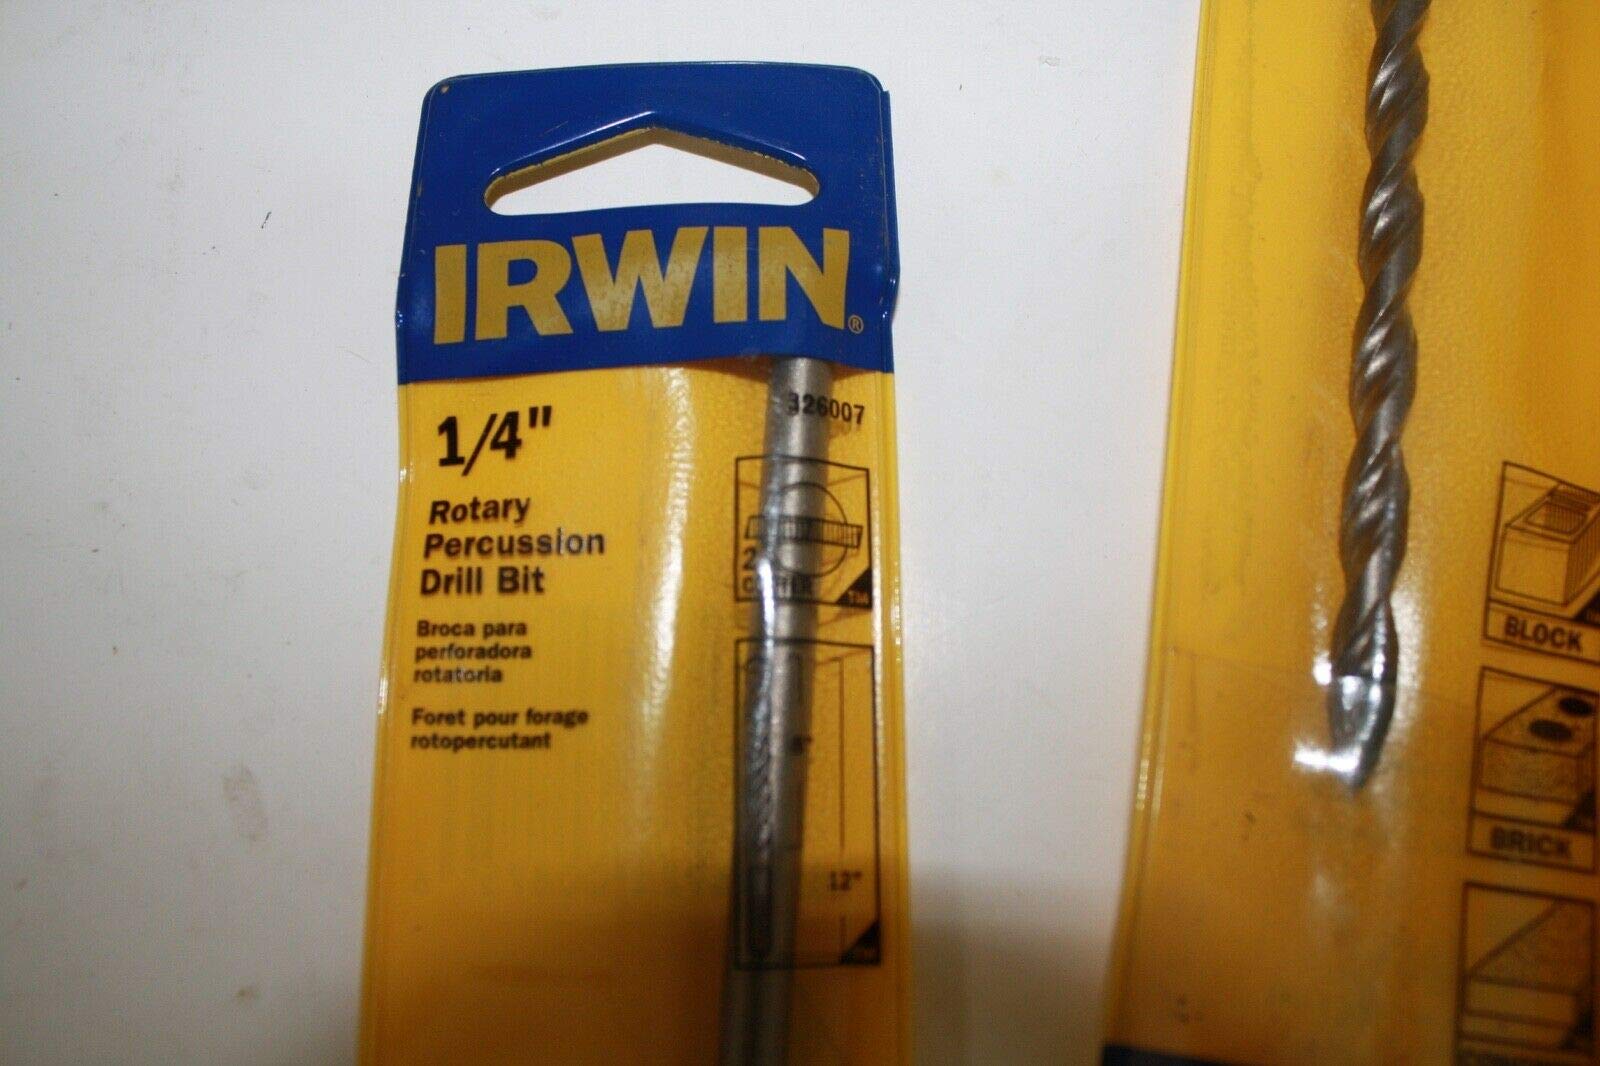 IRWIN®
1/4"
326007
Rotary
Percussion
Drill Bit
Broca para
perforadora
rotatoria
Foret pour forage
rotopercutant
2
12"
BLOCK
BRICK